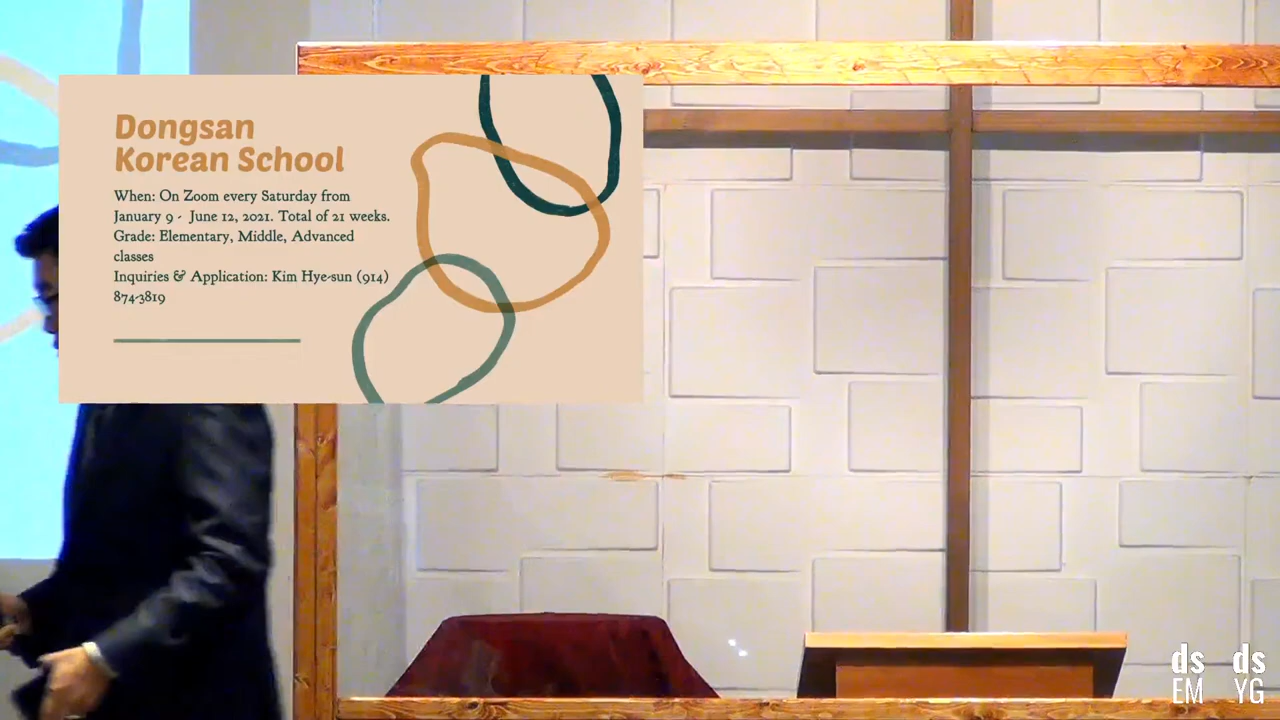 Dongsan
Korean School
When: On Zoom every Saturday from
January 9 - June 12, 2021. Total of 21 weeks.
Grade: Elementary, Middle, Advanced
classes
Inquiries & Application: Kim Hye-sun (914)
874-3819
ds ds
EM YG